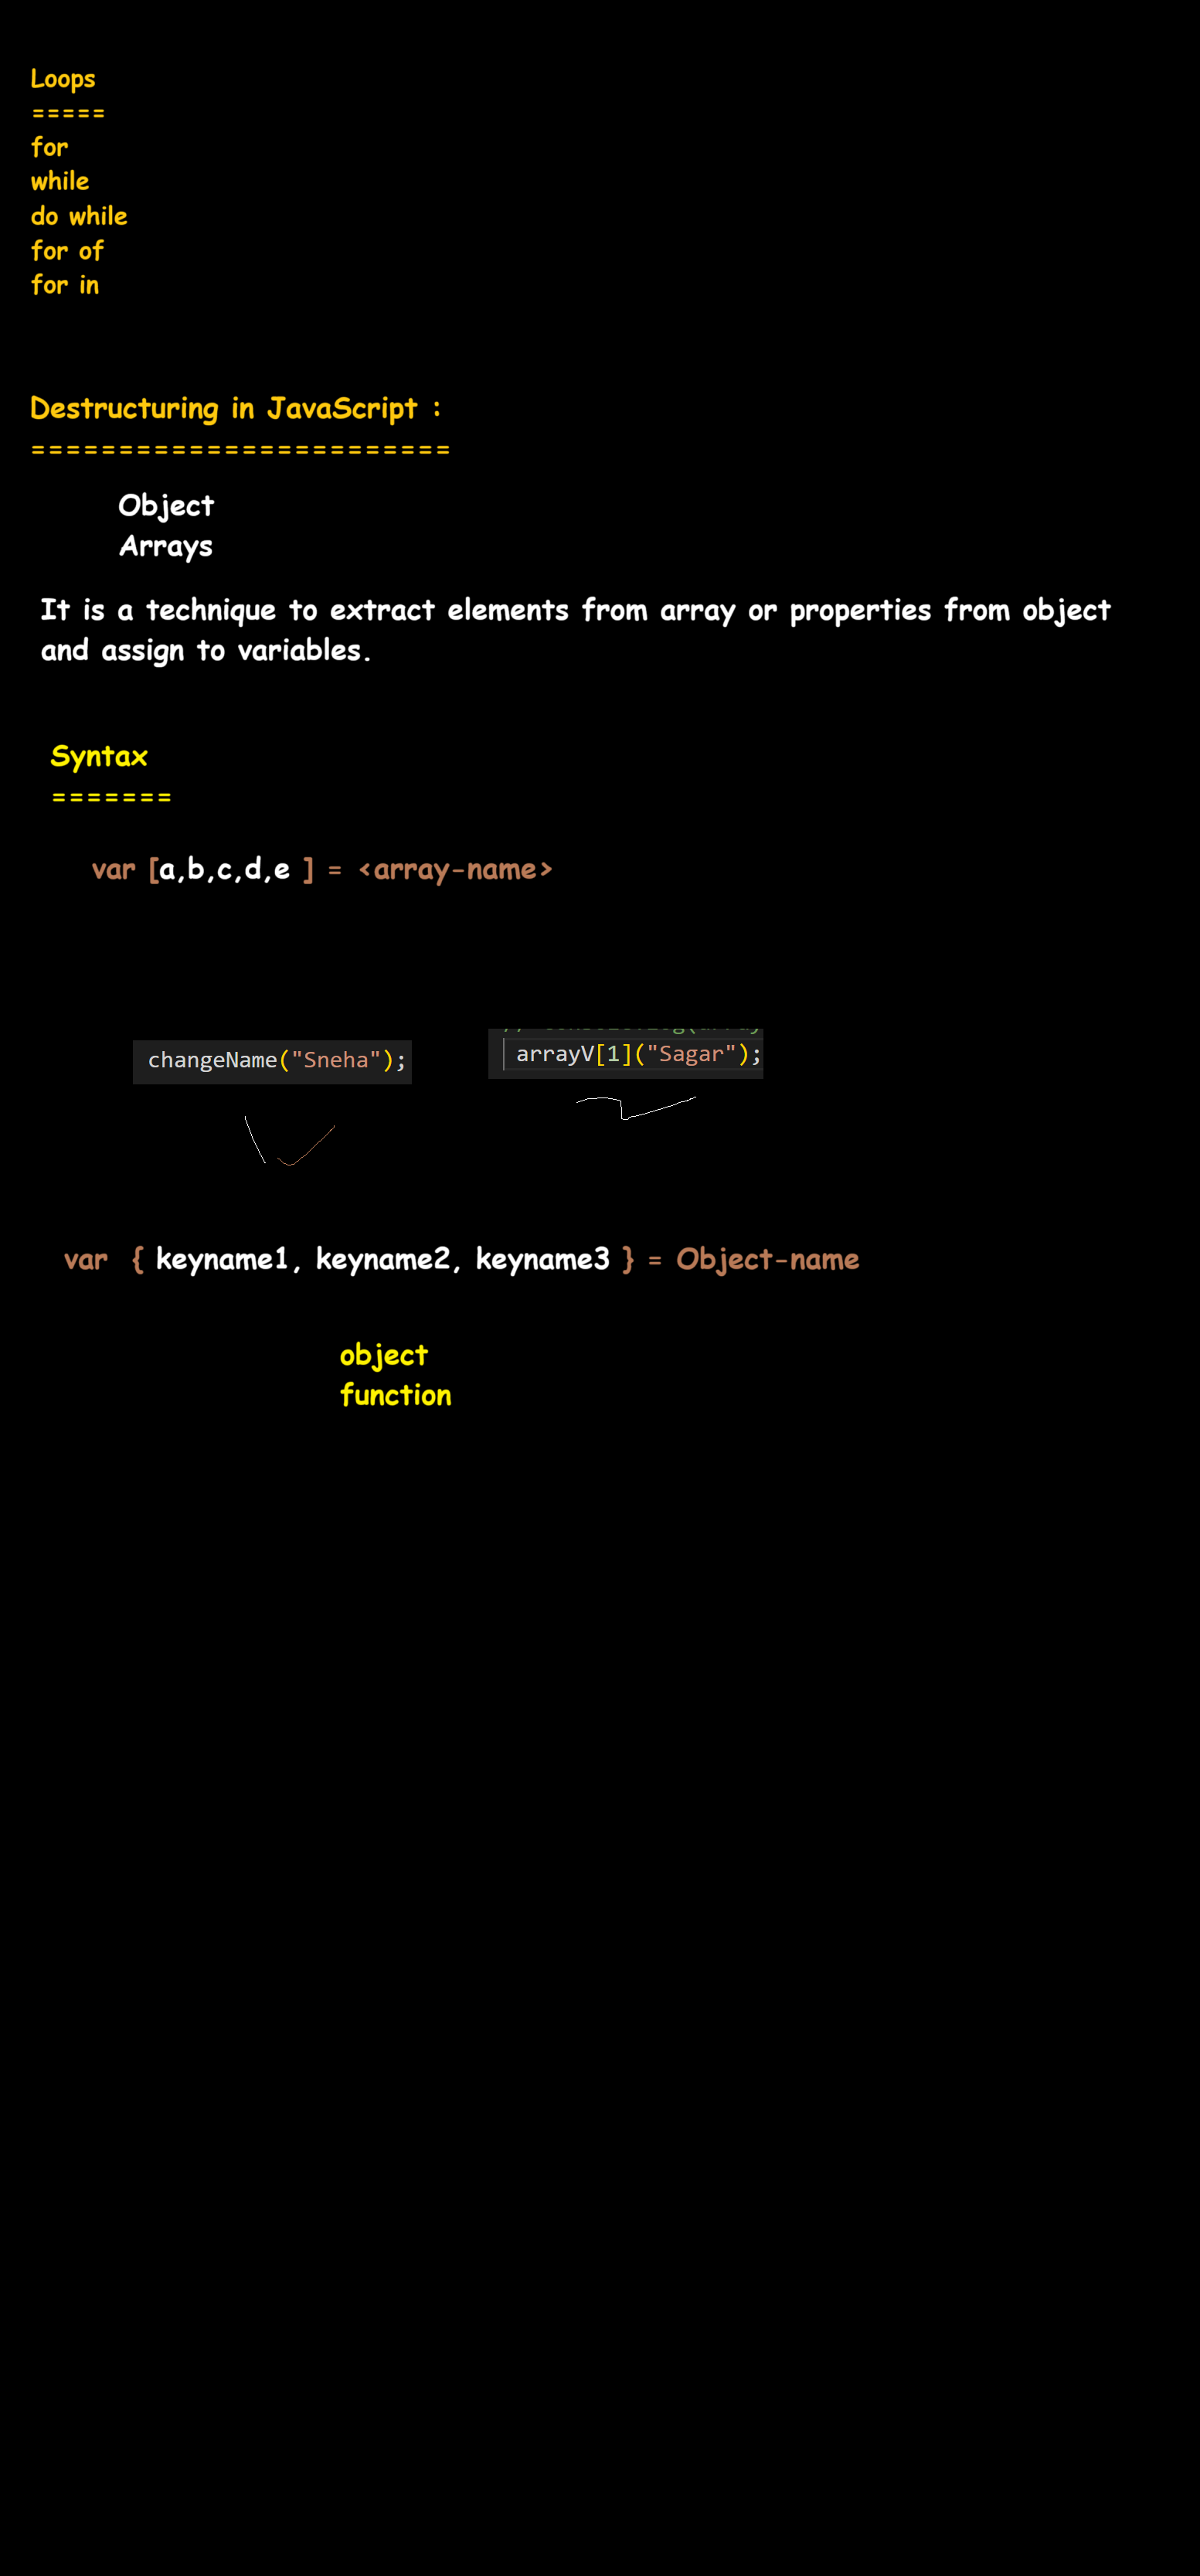 Loops
=====
for
while
do while
for of
for in
Destructuring in JavaScript :
========================
Object
Arrays
It is a technique to extract elements from array or properties from object
and assign to variables.
Syntax
=======
var [a,b,c,d,e ] = <array-name>
changeName("Sneha");
arrayV[1]("Sagar");
var { keyname1, keyname2, keyname3 } = Object-name
object
function